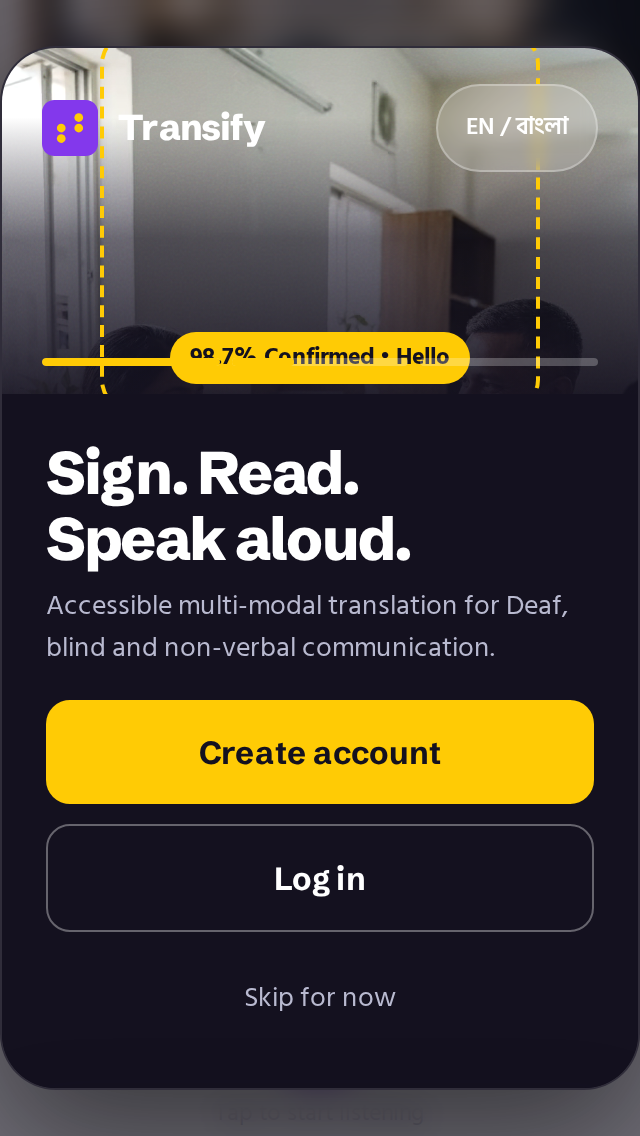 Transify
EN / বাংলা
98.7% Confirmed • Hello
Sign. Read.
Speak aloud.
Accessible multi-modal translation for Deaf,
blind and non-verbal communication.
Create account
Log in
Skip for now